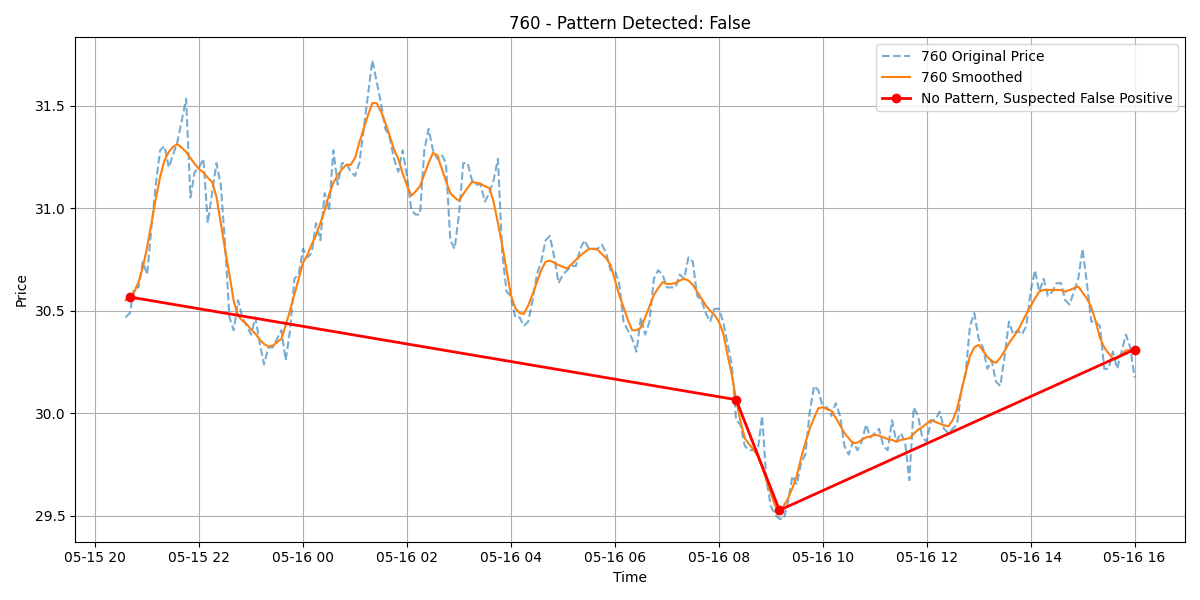 760 - Pattern Detected: False
760 Original Price
760 Smoothed
No Pattern, Suspected False Positive
Price
31.5
31.0
30.5
30.0
29.5
05-15 20 05-15 22 05-16 00 05-16 02 05-16 04 05-16 06 05-16 08 05-16 10 05-16 12 05-16 14 05-16 16
Time